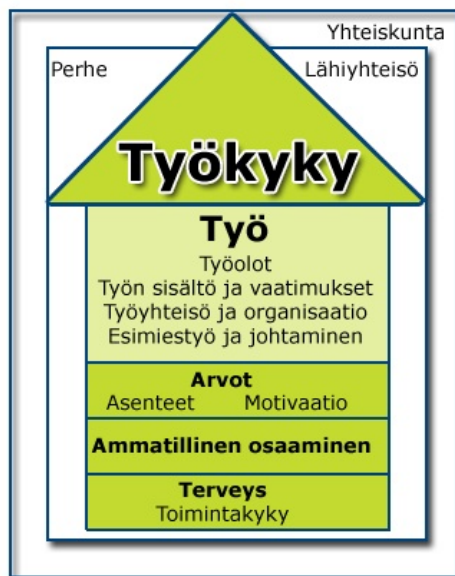 Yhteiskunta
Perhe
Lähiyhteisö
Työkyky
Työ
Työolot
Työn sisältö ja vaatimukset
Työyhteisö ja organisaatio
Esimiestyö ja johtaminen
Arvot
Asenteet Motivaatio
Ammatillinen osaaminen
Terveys
Toimintakyky